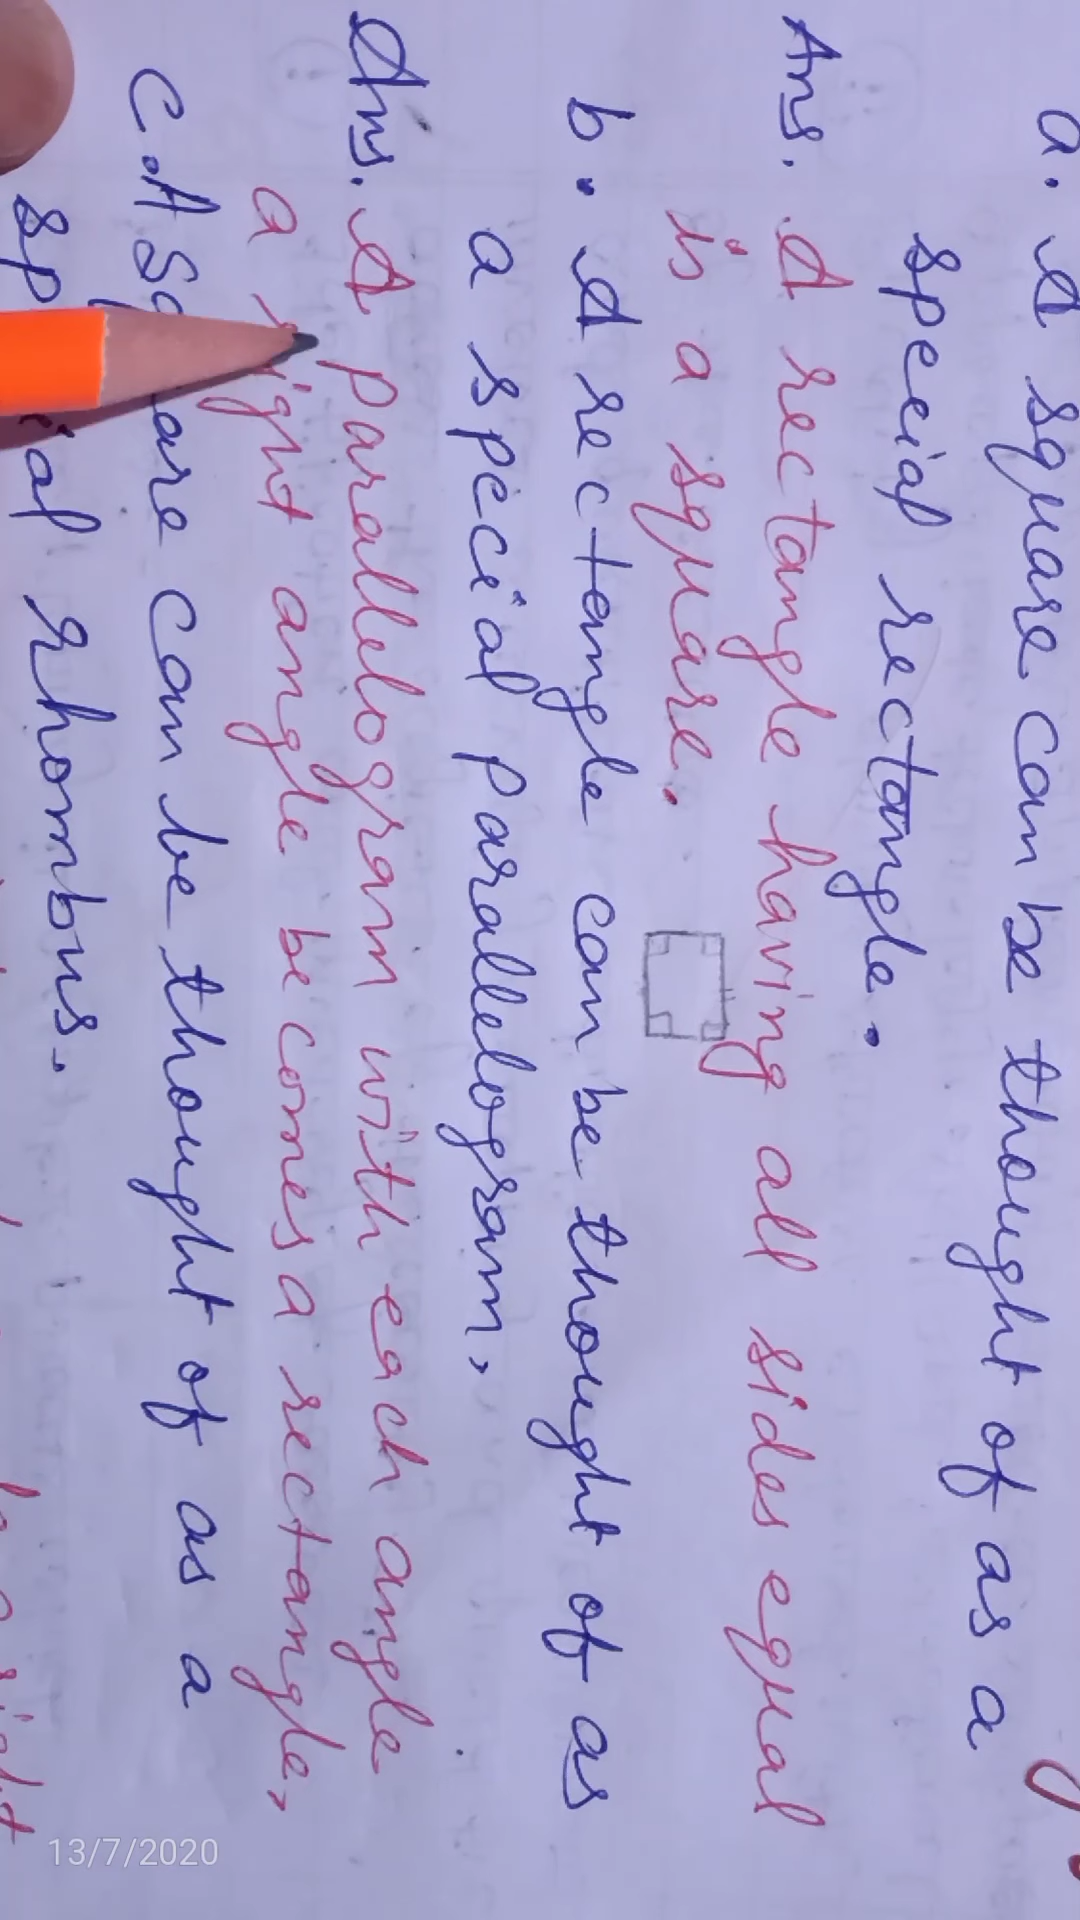 a. A square can be thought of as a
special rectangle.
Ans. A rectangle having all sides equal
is a square.
b. A rectangle can be thought of as
a special parallelogram.
Ans. A parallelogram with each angle
a right angle becomes a rectangle.
C. A Square can be thought of as a
special rhombus.
13/7/2020